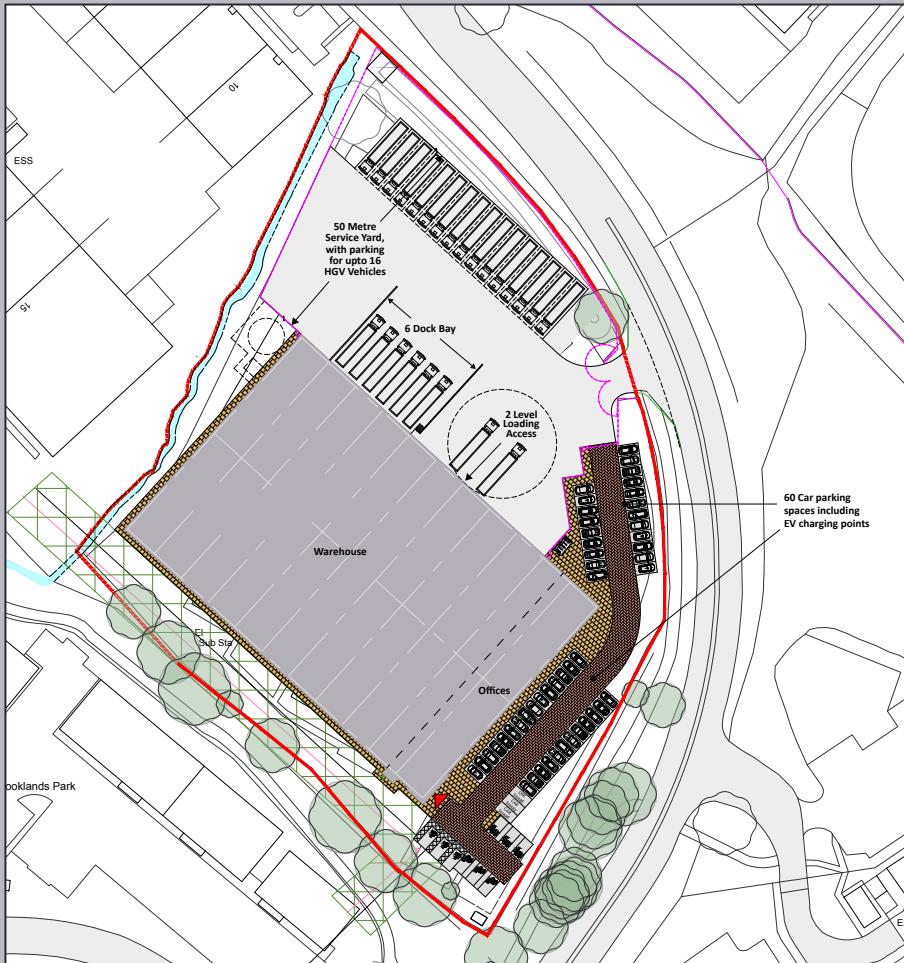 10
ESS
50 Metre
Service Yard,
with parking
for upto 16
HGV Vehicles
15
6 Dock Bay
2 Level
Loading
Access
60 Car parking
spaces including
EV charging points
Warehouse
El
Sub Sta
Offices
ooklands Park
E